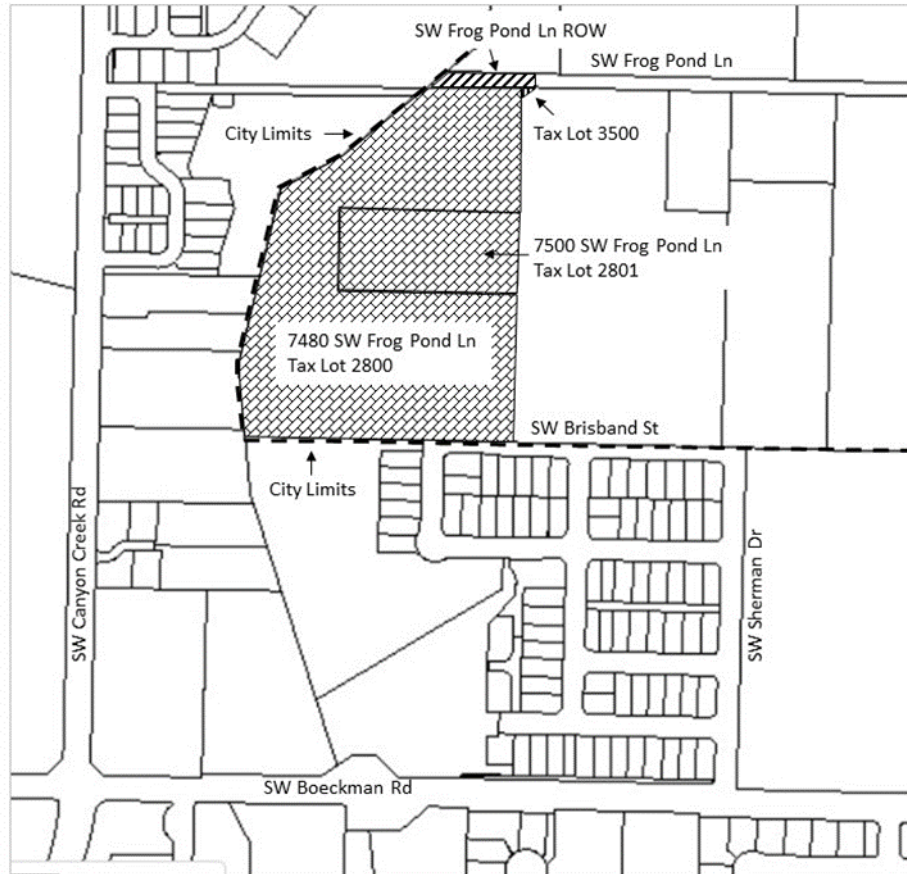 SW Frog Pond Ln ROW
SW Frog Pond Ln
City Limits
Tax Lot 3500
7500 SW Frog Pond Ln
Tax Lot 2801
7480 SW Frog Pond Ln
Tax Lot 2800
SW Brisband St
City Limits
SW Canyon Creek Rd
SW Sherman Dr
SW Boeckman Rd